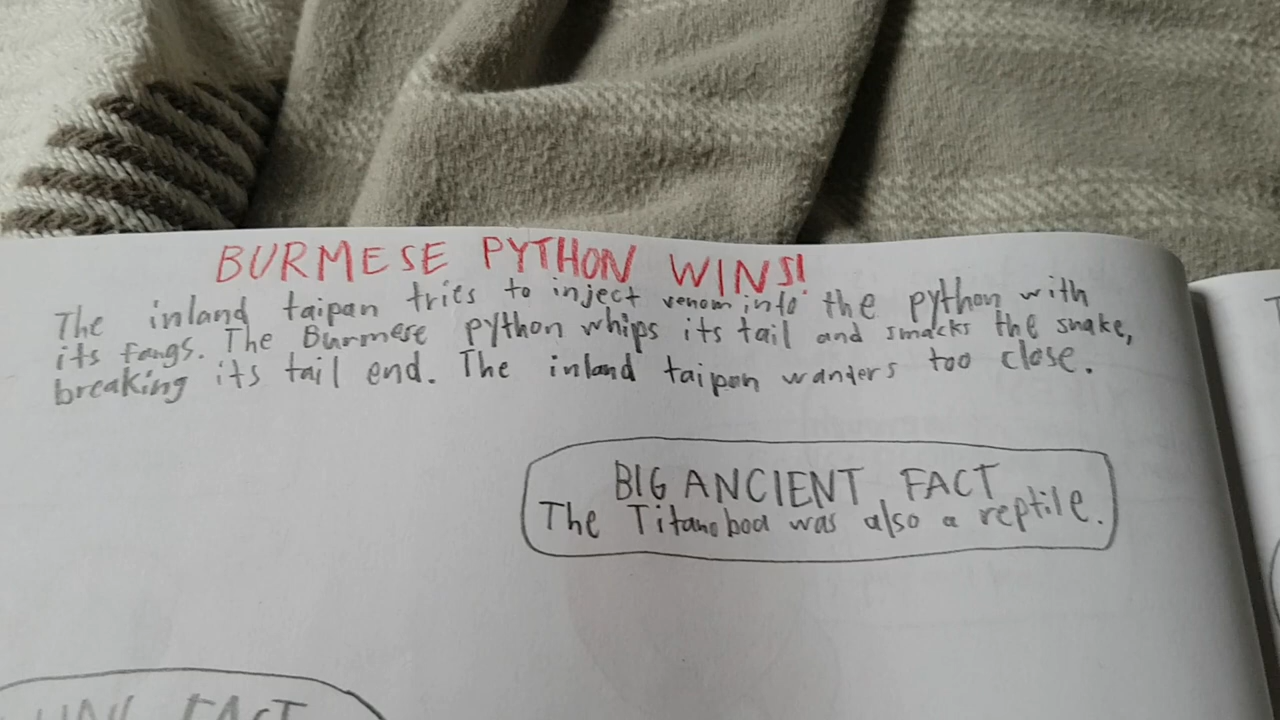 BURMESE PYTHON WINS!
The inland taipan tries to inject venom into the python with
its fangs. The Burmese python whips its tail and smacks the snake,
breaking its tail end. The inland taipan wanders too close.
BIG ANCIENT FACT
The Titanoboa was also a reptile.
FACT